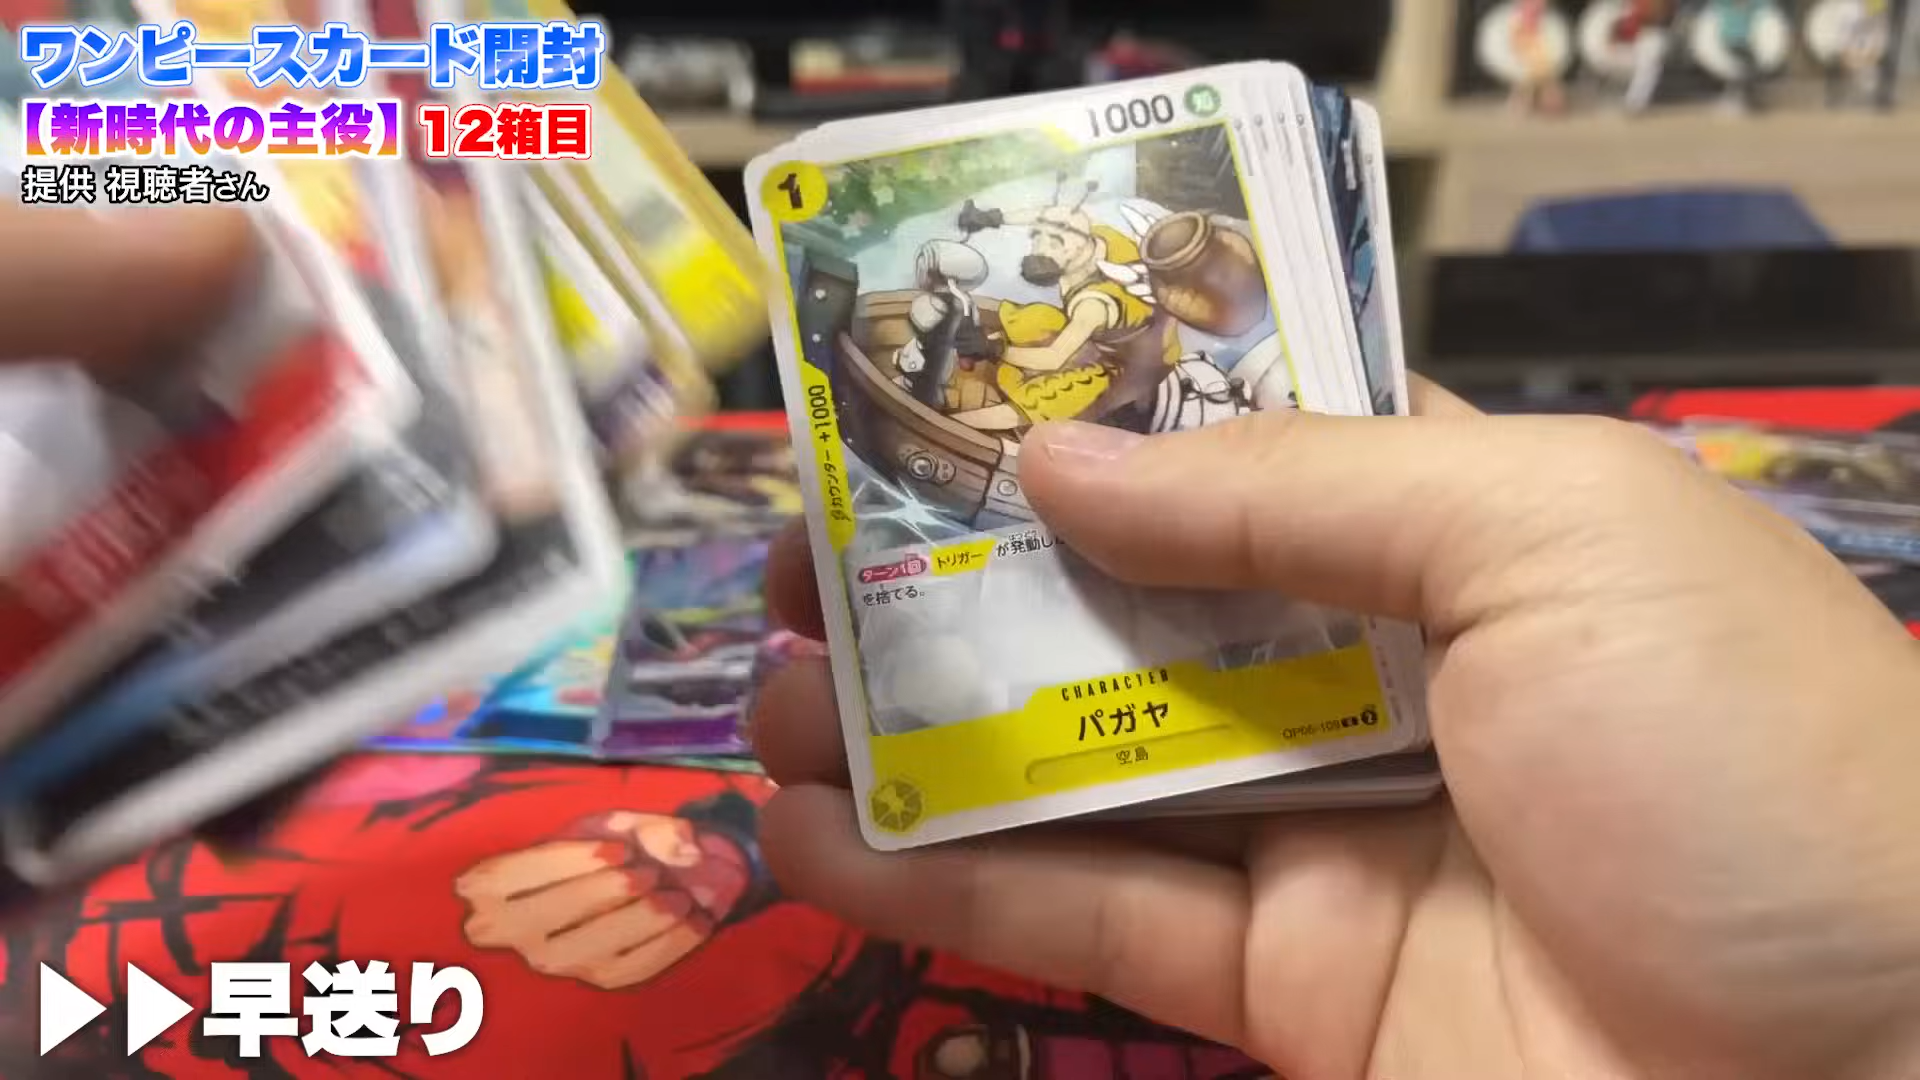 ワンピースカード開封
【新時代の主役】 12箱目
提供 視聴者さん
1000 知
1
カウンター+1000
ターン1回 トリガー が発動し
を捨てる。
CHARACTER
パガヤ
空島
OP05-109
▶▶早送り